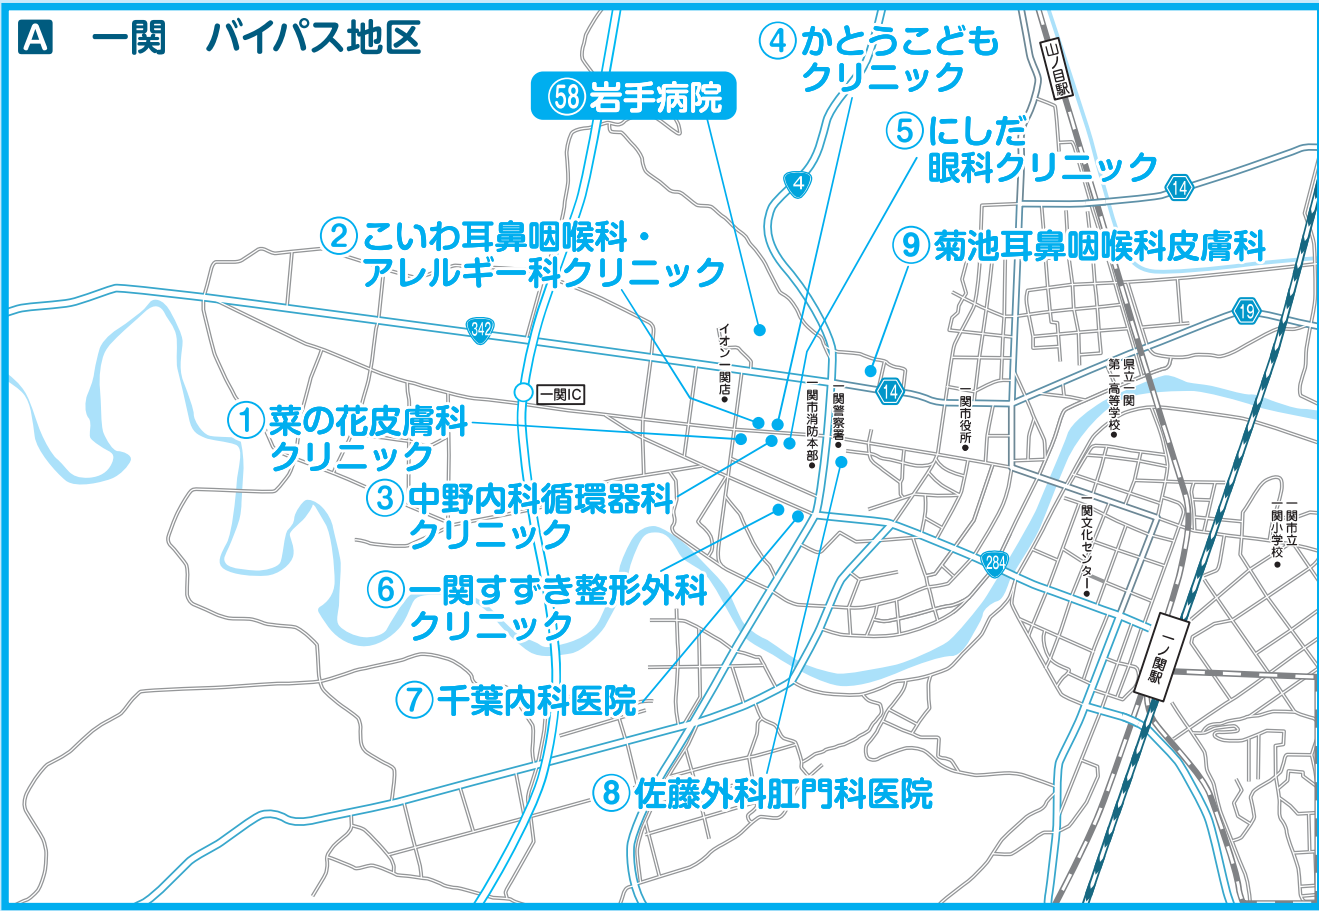 A 一関 バイパス地区
④かとうこども
クリニック
山ノ目駅
58岩手病院
⑤にしだ
眼科クリニック
4
14
②こいわ耳鼻咽喉科・
アレルギー科クリニック
⑨菊池耳鼻咽喉科皮膚科
342
19
イオン一関店
一関IC
14
一関市消防本部
一関警察署
一関市役所
県立一関
第一高等学校
①菜の花皮膚科
クリニック
③中野内科循環器科
クリニック
一関文化センター
一関市立
一関小学校
284
⑥一関すずき整形外科
クリニック
一ノ関駅
⑦千葉内科医院
⑧佐藤外科肛門科医院